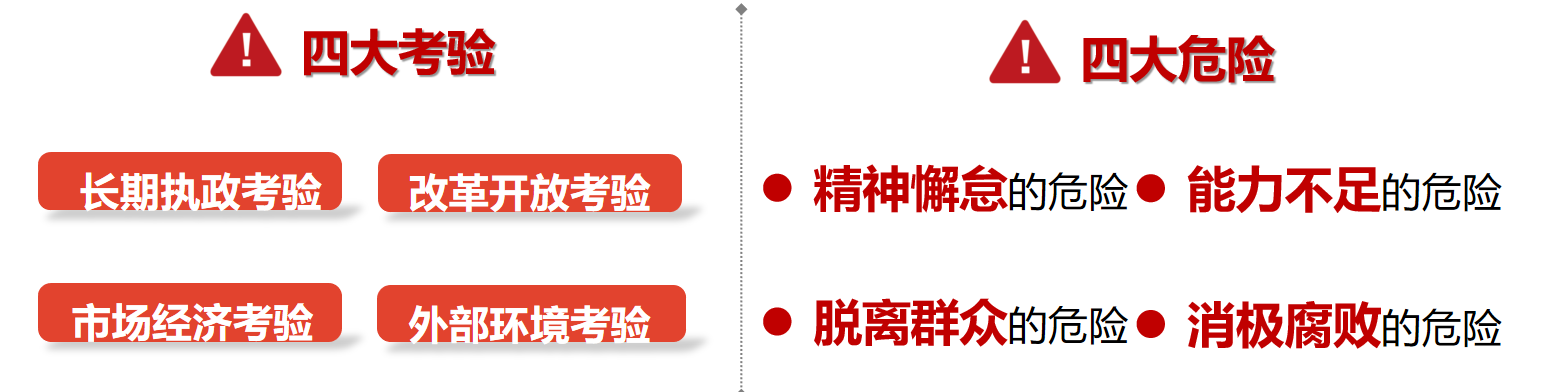 四大考验
长期执政考验
改革开放考验
市场经济考验
外部环境考验
四大危险
精神懈怠的危险
能力不足的危险
脱离群众的危险
消极腐败的危险